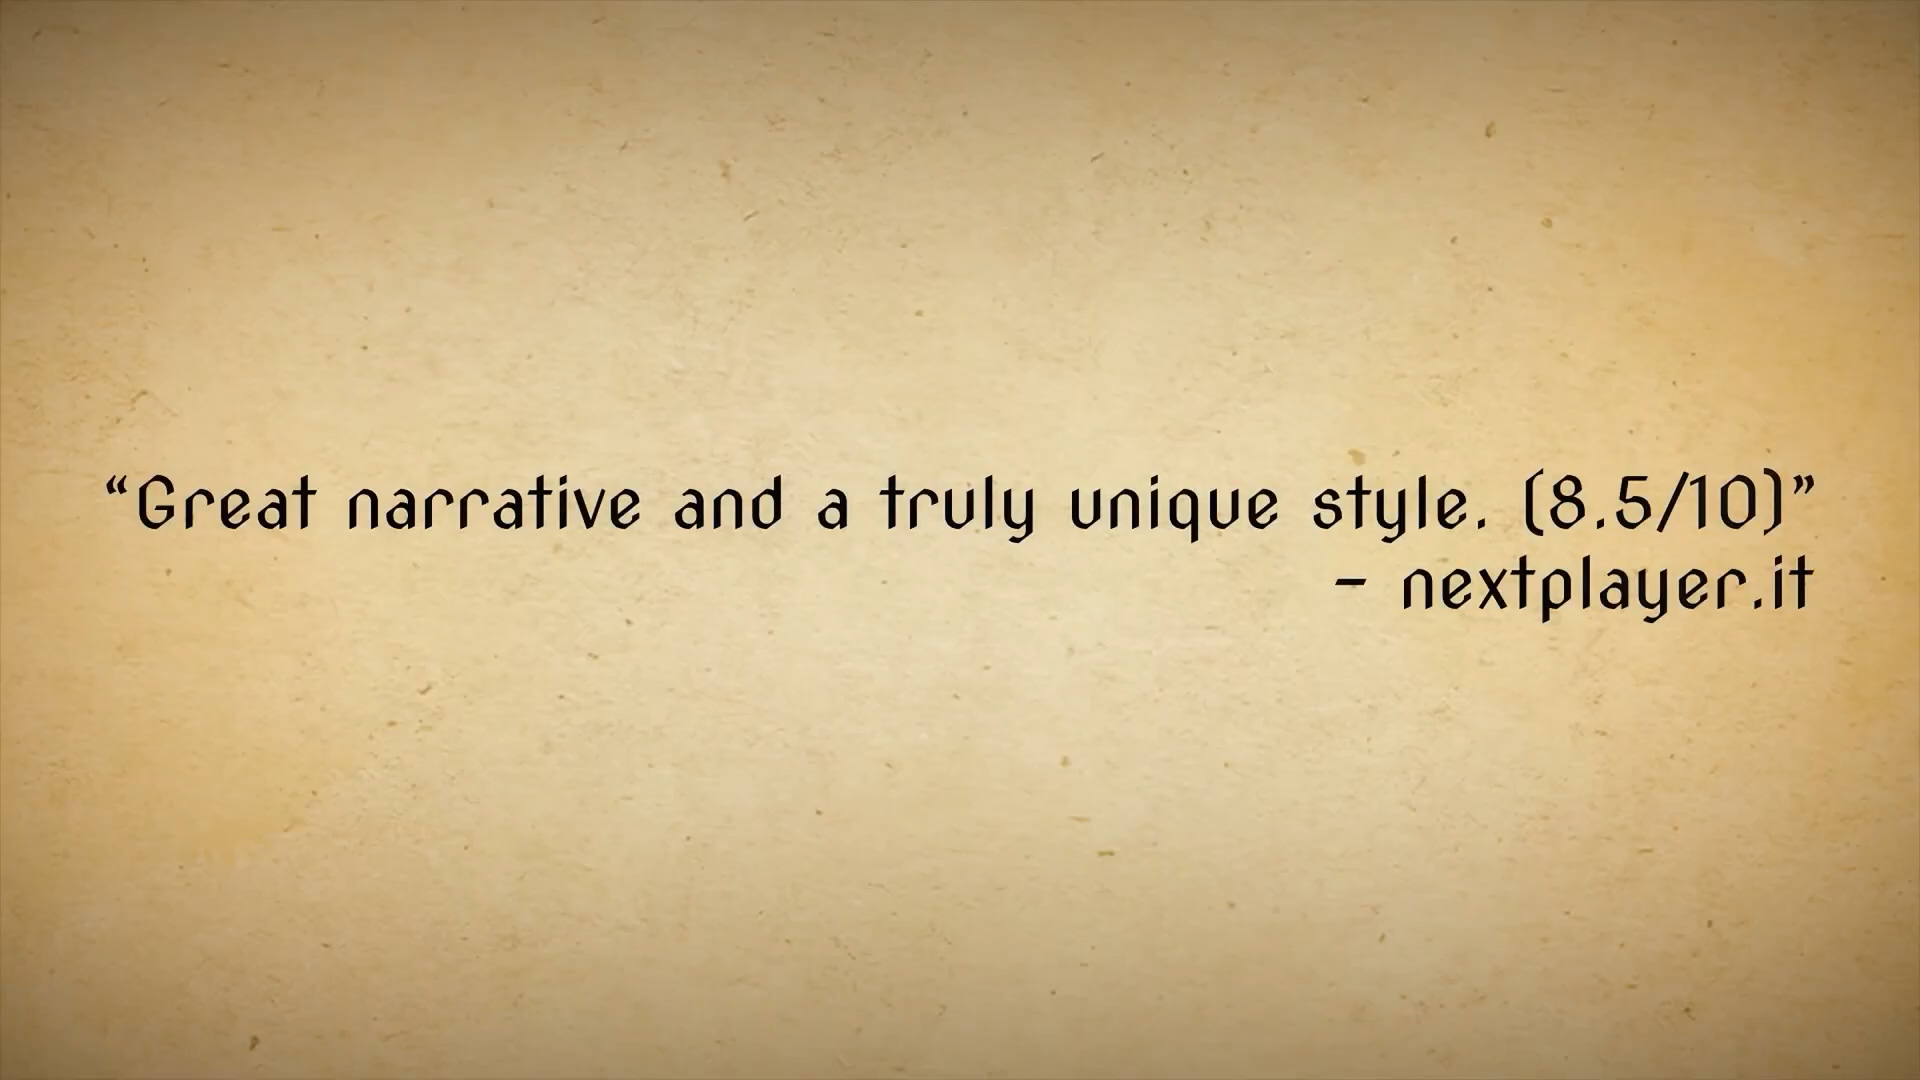 “Great narrative and a truly unique style. (8.5/10)”
– nextplayer.it